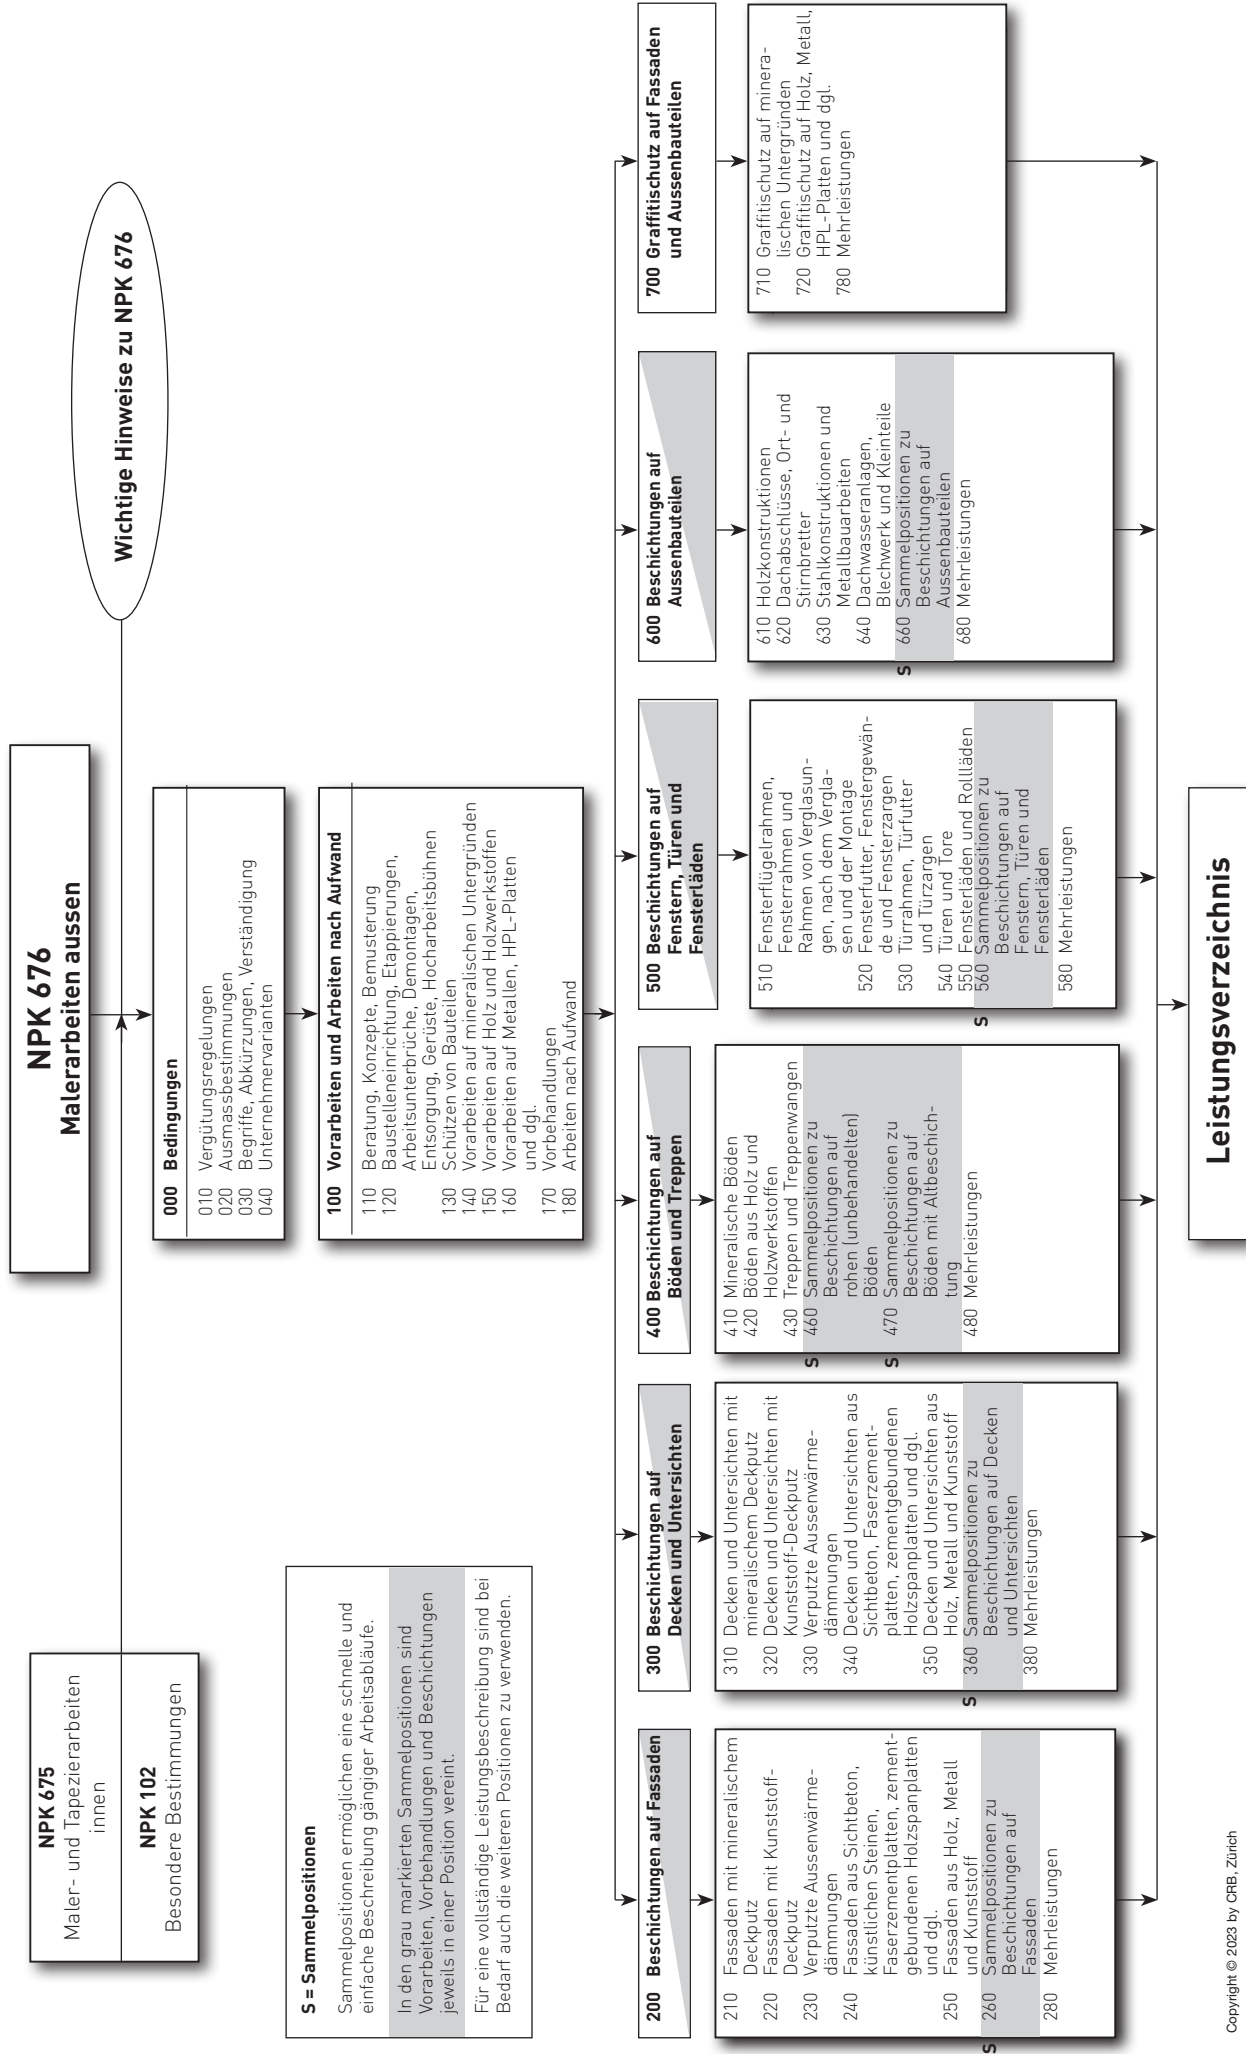 NPK 676
Malerarbeiten aussen
NPK 675
Maler- und Tapezierarbeiten
innen
NPK 102
Besondere Bestimmungen
Wichtige Hinweise zu NPK 676
000 Bedingungen
010 Vergütungsregelungen
020 Ausmassbestimmungen
030 Begriffe, Abkürzungen, Verständigung
040 Unternehmervarianten
S = Sammelpositionen
Sammelpositionen ermöglichen eine schnelle und
einfache Beschreibung gängiger Arbeitsabläufe.
In den grau markierten Sammelpositionen sind
Vorarbeiten, Vorbehandlungen und Beschichtungen
jeweils in einer Position vereint.
Für eine vollständige Leistungsbeschreibung sind bei
Bedarf auch die weiteren Positionen zu verwenden.
100 Vorarbeiten und Arbeiten nach Aufwand
110 Beratung, Konzepte, Bemusterung
120 Baustelleneinrichtung, Etappierungen,
Arbeitsunterbrüche, Demontagen,
Entsorgung, Gerüste, Hocharbeitsbühnen
130 Schützen von Bauteilen
140 Vorarbeiten auf mineralischen Untergründen
150 Vorarbeiten auf Holz und Holzwerkstoffen
160 Vorarbeiten auf Metallen, HPL-Platten
und dgl.
170 Vorbehandlungen
180 Arbeiten nach Aufwand
200 Beschichtungen auf Fassaden
210 Fassaden mit mineralischem
Deckputz
220 Fassaden mit Kunststoff-
Deckputz
230 Verputzte Aussenwärme-
dämmungen
240 Fassaden aus Sichtbeton,
künstlichen Steinen,
Faserzementplatten, zement-
gebundenen Holzspanplatten
und dgl.
250 Fassaden aus Holz, Metall
und Kunststoff
S 260 Sammelpositionen zu
Beschichtungen auf
Fassaden
280 Mehrleistungen
300 Beschichtungen auf
Decken und Untersichten
310 Decken und Untersichten mit
mineralischem Deckputz
320 Decken und Untersichten mit
Kunststoff-Deckputz
330 Verputzte Aussenwärme-
dämmungen
340 Decken und Untersichten aus
Sichtbeton, Faserzement-
platten, zementgebundenen
Holzspanplatten und dgl.
350 Decken und Untersichten aus
Holz, Metall und Kunststoff
S 360 Sammelpositionen zu
Beschichtungen auf Decken
und Untersichten
380 Mehrleistungen
400 Beschichtungen auf
Böden und Treppen
410 Mineralische Böden
420 Böden aus Holz und
Holzwerkstoffen
430 Treppen und Treppenwangen
S 460 Sammelpositionen zu
Beschichtungen auf
rohen (unbehandelten)
Böden
S 470 Sammelpositionen zu
Beschichtungen auf
Böden mit Altbeschich-
tung
480 Mehrleistungen
500 Beschichtungen auf
Fenstern, Türen und
Fensterläden
510 Fensterflügelrahmen,
Fensterrahmen und
Rahmen von Verglasun-
gen, nach dem Vergla-
sen und der Montage
520 Fensterfutter, Fenstergewän-
de und Fensterzargen
530 Türrahmen, Türfutter
und Türzargen
540 Türen und Tore
550 Fensterläden und Rollläden
S 560 Sammelpositionen zu
Beschichtungen auf
Fenstern, Türen und
Fensterläden
580 Mehrleistungen
600 Beschichtungen auf
Aussenbauteilen
610 Holzkonstruktionen
620 Dachabschlüsse, Ort- und
Stirnbretter
630 Stahlkonstruktionen und
Metallbauarbeiten
640 Dachwasseranlagen,
Blechwerk und Kleinteile
S 660 Sammelpositionen zu
Beschichtungen auf
Aussenbauteilen
680 Mehrleistungen
700 Graffitischutz auf Fassaden
und Aussenbauteilen
710 Graffitischutz auf minera-
lischen Untergründen
720 Graffitischutz auf Holz, Metall,
HPL-Platten und dgl.
780 Mehrleistungen
Leistungsverzeichnis
Copyright © 2023 by CRB, Zürich